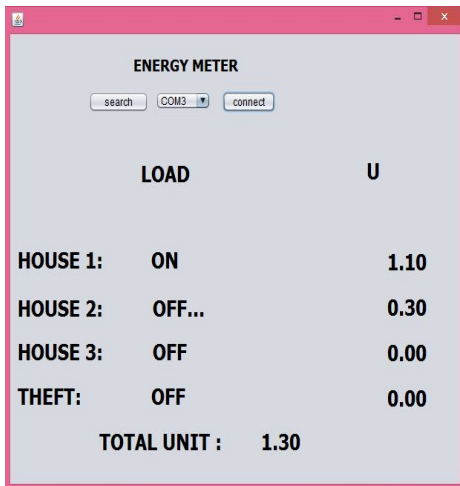 ENERGY METER
search COM3 connect
LOAD U
HOUSE 1: ON 1.10
HOUSE 2: OFF... 0.30
HOUSE 3: OFF 0.00
THEFT: OFF 0.00
TOTAL UNIT : 1.30